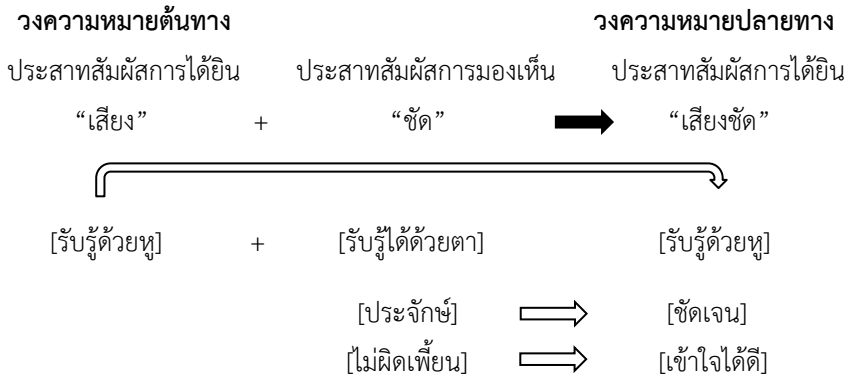 วงความหมายต้นทาง วงความหมายปลายทาง
ประสาทสัมผัสการได้ยิน ประสาทสัมผัสการมองเห็น ประสาทสัมผัสการได้ยิน
“เสียง” + “ชัด” “เสียงชัด”
[รับรู้ด้วยหู] + [รับรู้ได้ด้วยตา] [รับรู้ด้วยหู]
[ประจักษ์] [ชัดเจน]
[ไม่ผิดเพี้ยน] [เข้าใจได้ดี]